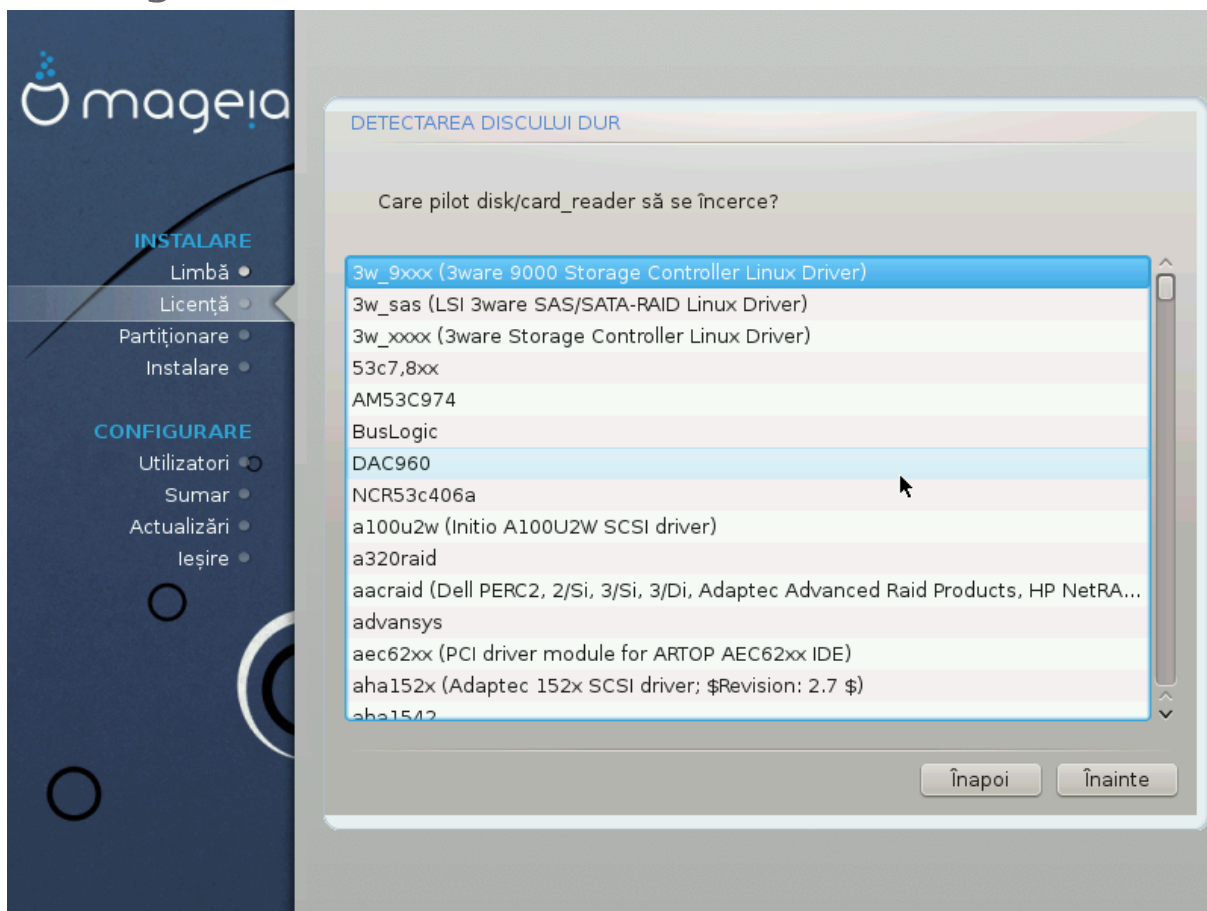 mageia
INSTALARE
Limbă
Licență
Partiționare
Instalare
CONFIGURARE
Utilizatori
Sumar
Actualizări
Ieșire
DETECTAREA DISCULUI DUR
Care pilot disk/card_reader să se încerce?
3w_9xxx (3ware 9000 Storage Controller Linux Driver)
3w_sas (LSI 3ware SAS/SATA-RAID Linux Driver)
3w_xxxx (3ware Storage Controller Linux Driver)
53c7,8xx
AM53C974
BusLogic
DAC960
NCR53c406a
a100u2w (Initio A100U2W SCSI driver)
a320raid
aacraid (Dell PERC2, 2/Si, 3/Si, 3/Di, Adaptec Advanced Raid Products, HP NetRA...
advansys
aec62xx (PCI driver module for ARTOP AEC62xx IDE)
aha152x (Adaptec 152x SCSI driver; $Revision: 2.7 $)
aha1542
Înapoi
Înainte